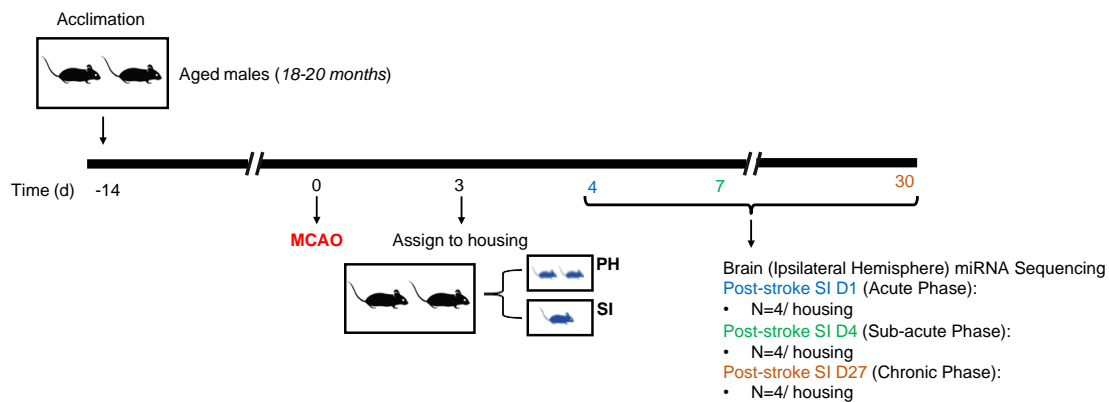 Acclimation
Aged males (18-20 months)
Time (d)
-14
0
3
4
7
30
MCAO
Assign to housing
PH
SI
Brain (Ipsilateral Hemisphere) miRNA Sequencing
Post-stroke SI D1 (Acute Phase):
• N=4/ housing
Post-stroke SI D4 (Sub-acute Phase):
• N=4/ housing
Post-stroke SI D27 (Chronic Phase):
• N=4/ housing